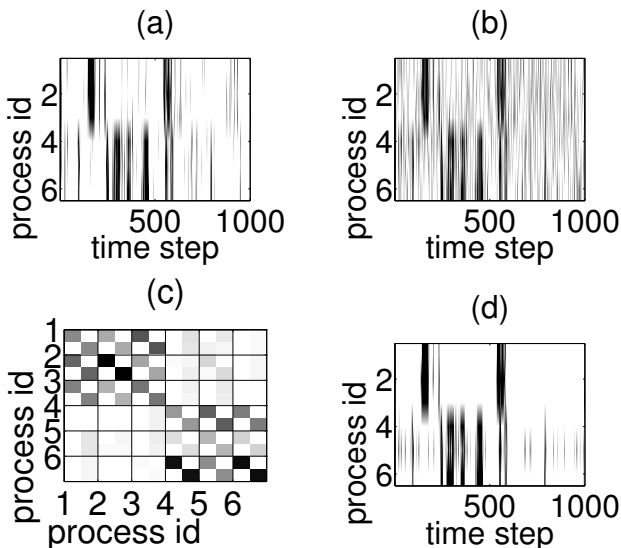 (a)
process id
2
4
6
500
1000
time step
(b)
process id
2
4
6
500
1000
time step
(c)
process id
1
2
3
4
5
6
1 2 3 4 5 6
process id
(d)
process id
2
4
6
500
1000
time step